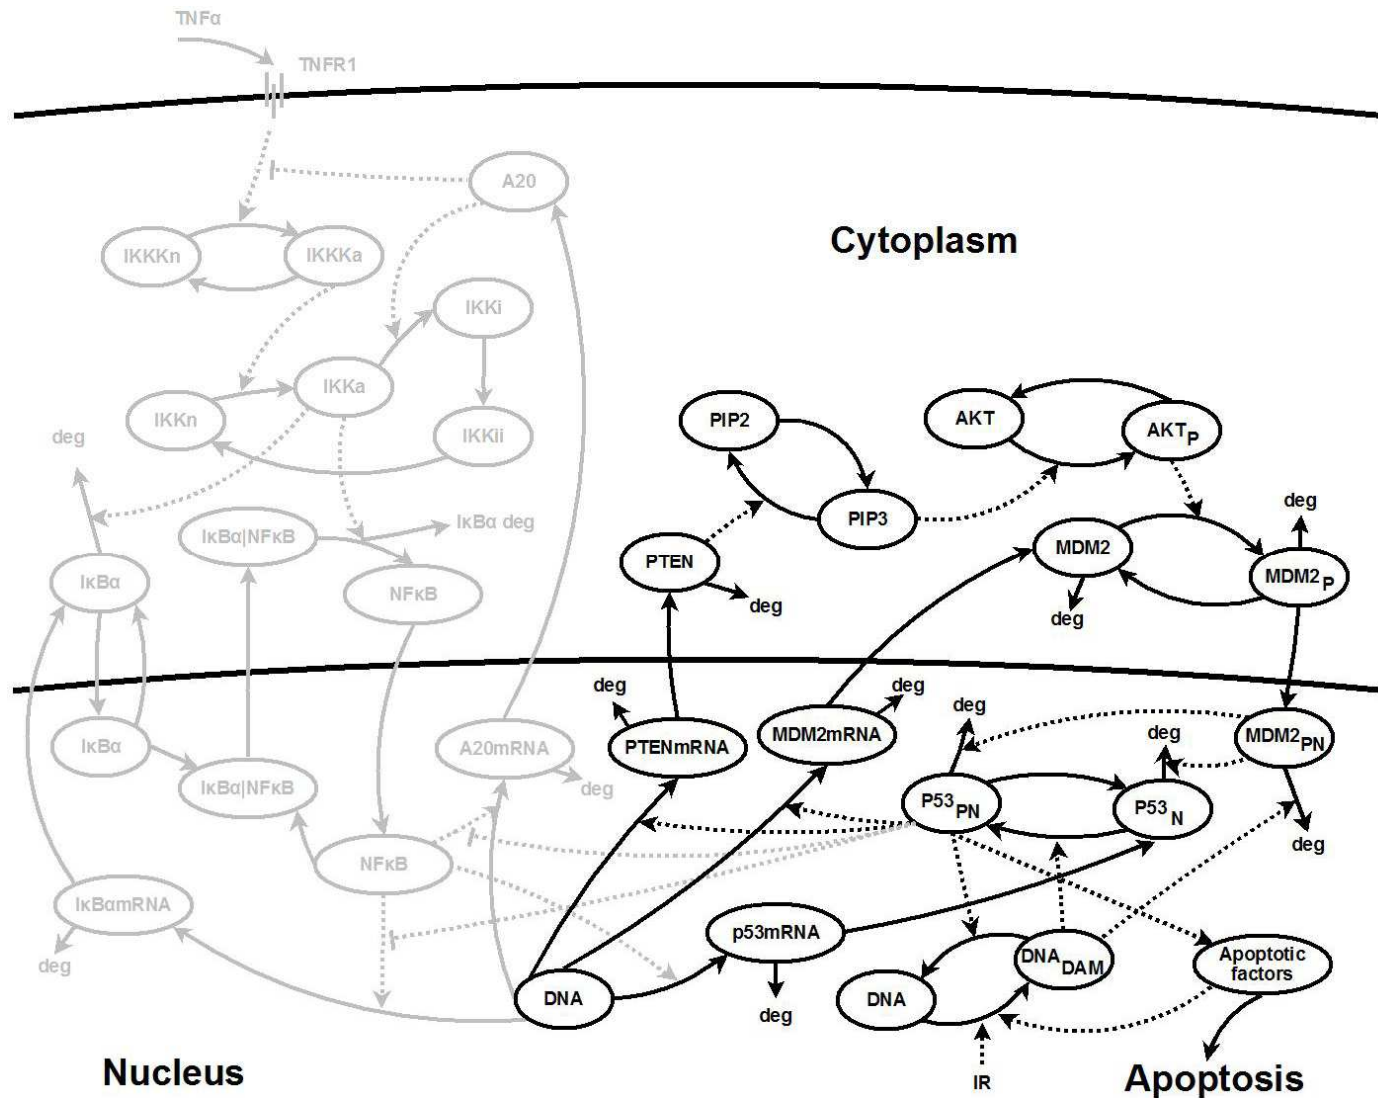 TNFα
TNFR1
A20
Cytoplasm
IKKKn
IKKKa
IKKi
IKKa
IKKn
IKKii
PIP2
AKT
AKTP
deg
IκBα|NFκB
IκBα deg
PIP3
deg
MDM2
PTEN
IκBα
NFκB
MDM2P
deg
deg
deg
deg
deg
deg
IκBα
A20mRNA
PTENmRNA
MDM2mRNA
MDM2PN
IκBα|NFκB
deg
P53PN
P53N
deg
NFκB
IκBαmRNA
p53mRNA
deg
DNADAM
Apoptotic
factors
DNA
DNA
deg
Nucleus
IR
Apoptosis